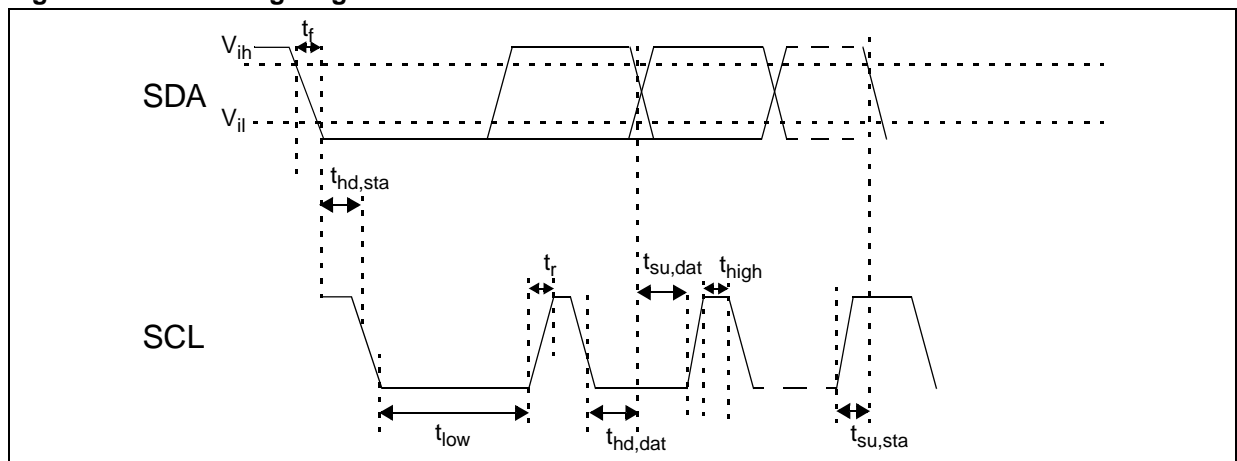 V_ih
t_f
SDA
V_il
t_hd,sta
t_r
t_su,dat
t_high
SCL
t_low
t_hd,dat
t_su,sta